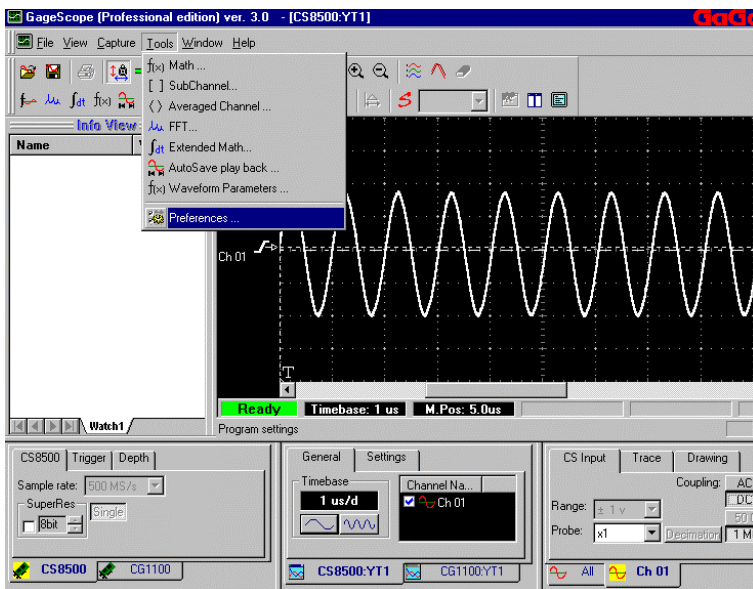 GageScope (Professional edition) ver. 3.0 - [CS8500:YT1]
File View Capture Tools Window Help
f(x) Math ...
[ ] SubChannel...
⟨ ⟩ Averaged Channel ...
FFT...
∫dt Extended Math...
AutoSave play back ...
f(x) Waveform Parameters ...
Preferences ...
∫dt f(x)
Info View
Name
Ch 01
T
Ready Timebase: 1 us M.Pos: 5.0us
Watch1
Program settings
CS8500 Trigger Depth
Sample rate: 500 MS/s
SuperRes
8bit
Single
CS8500 CG1100
General Settings
Timebase
1 us/d
Channel Na...
Ch 01
CS8500:YT1 CG1100:YT1
CS Input Trace Drawing
Coupling: AC
DC
Range: ± 1 v
50
Probe: x1
Decimation
1 M
All Ch 01